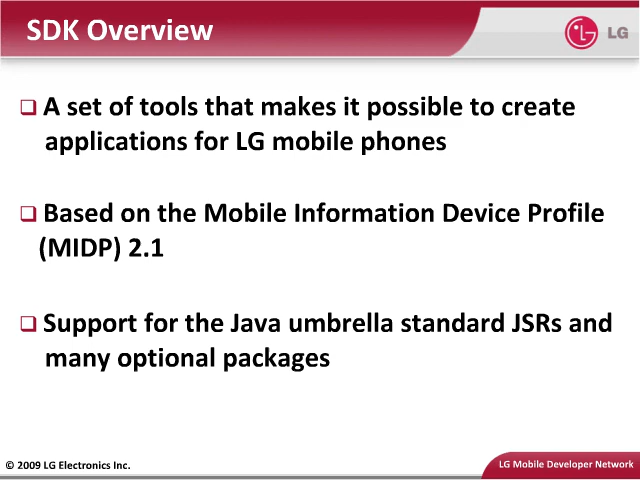 SDK Overview
LG
❑ A set of tools that makes it possible to create
applications for LG mobile phones
❑ Based on the Mobile Information Device Profile
(MIDP) 2.1
❑ Support for the Java umbrella standard JSRs and
many optional packages
© 2009 LG Electronics Inc.
LG Mobile Developer Network